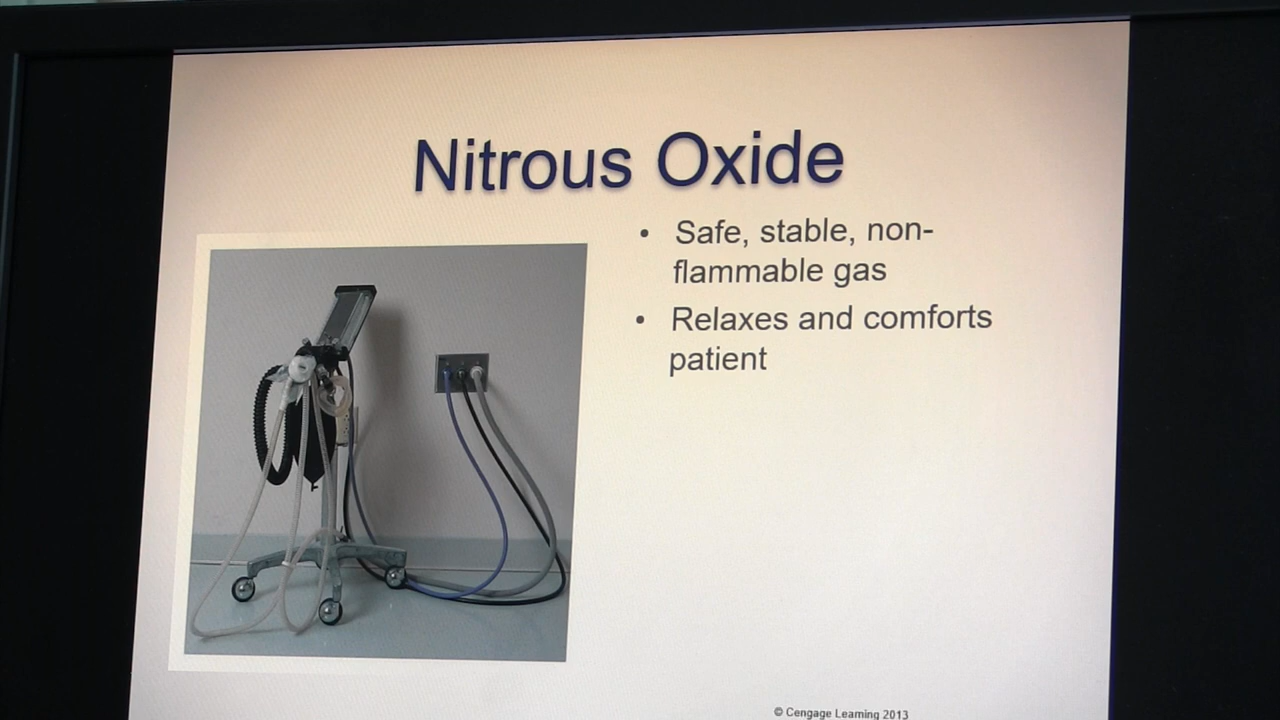 Nitrous Oxide
• Safe, stable, non-
flammable gas
• Relaxes and comforts
patient
© Cengage Learning 2013